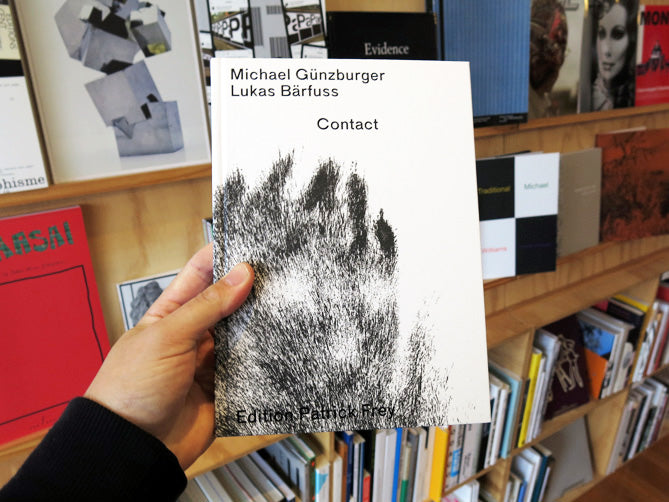 Michael Günzburger
Lukas Bärfuss
Contact
Edition Patrick Frey
Evidence
Traditional
Michael
Williams